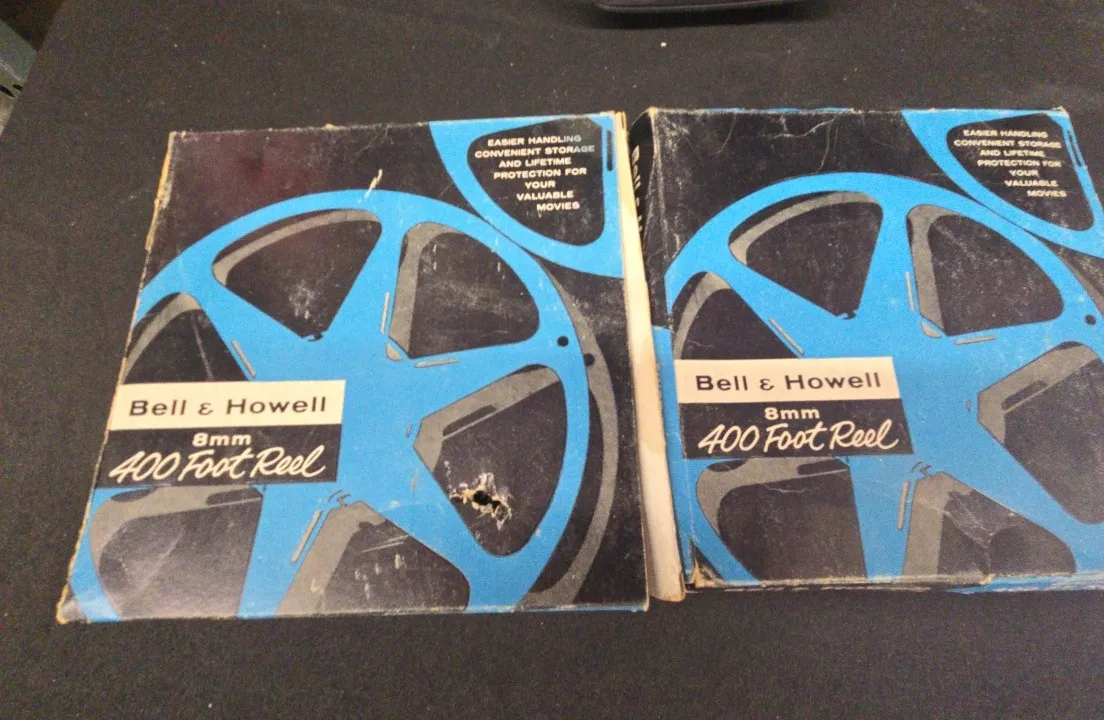 EASIER HANDLING
CONVENIENT STORAGE
AND LIFETIME
PROTECTION FOR
YOUR
VALUABLE
MOVIES
Bell & Howell
8mm
400 Foot Reel
EASIER HANDLING
CONVENIENT STORAGE
AND LIFETIME
PROTECTION FOR
YOUR
VALUABLE
MOVIES
Bell & Howell
8mm
400 Foot Reel